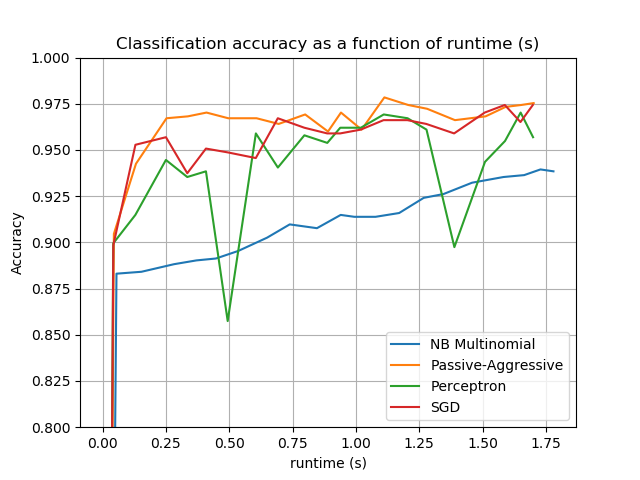 Classification accuracy as a function of runtime (s)
1.000
0.975
0.950
0.925
0.900
0.875
0.850
0.825
0.800
Accuracy
NB Multinomial
Passive-Aggressive
Perceptron
SGD
0.00 0.25 0.50 0.75 1.00 1.25 1.50 1.75
runtime (s)